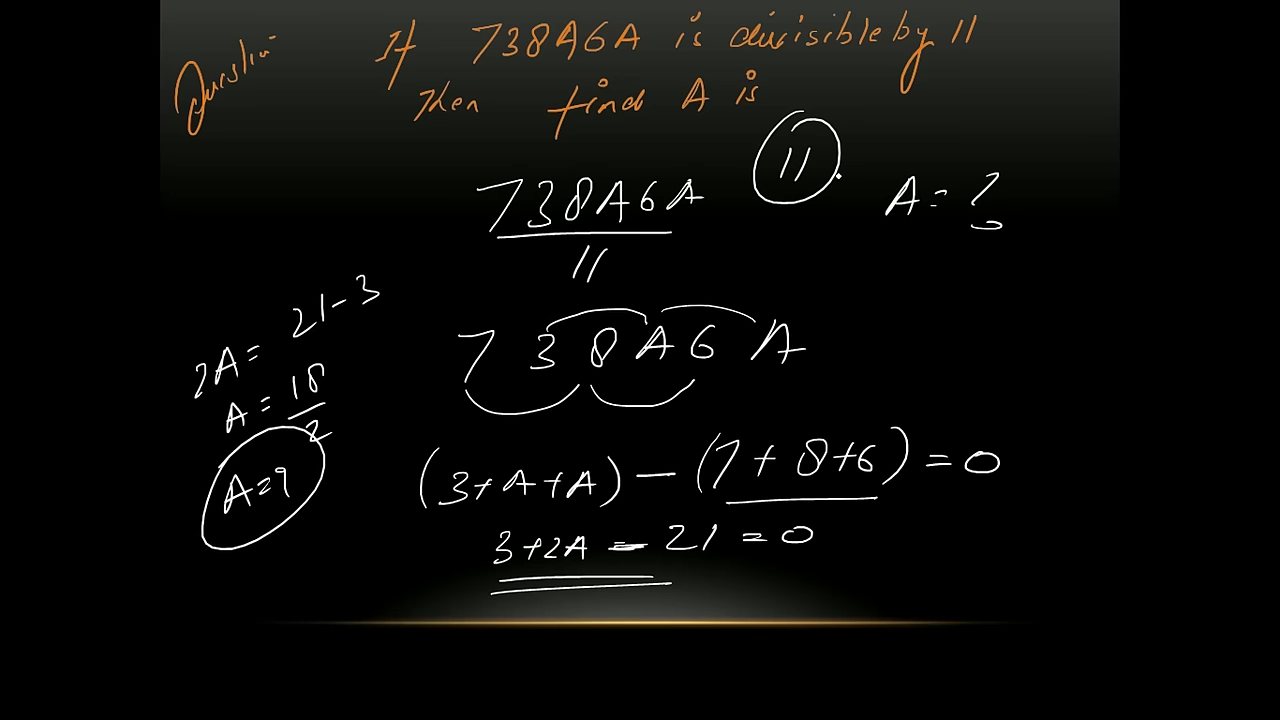 Question If 738A6A is divisible by 11
Then find A is
738A6A
11
11
A = ?
7 3 8 A 6 A
(3+A+A) - (7+8+6) = 0
3+2A - 21 = 0
2A = 21-3
A = 18
2
A=9